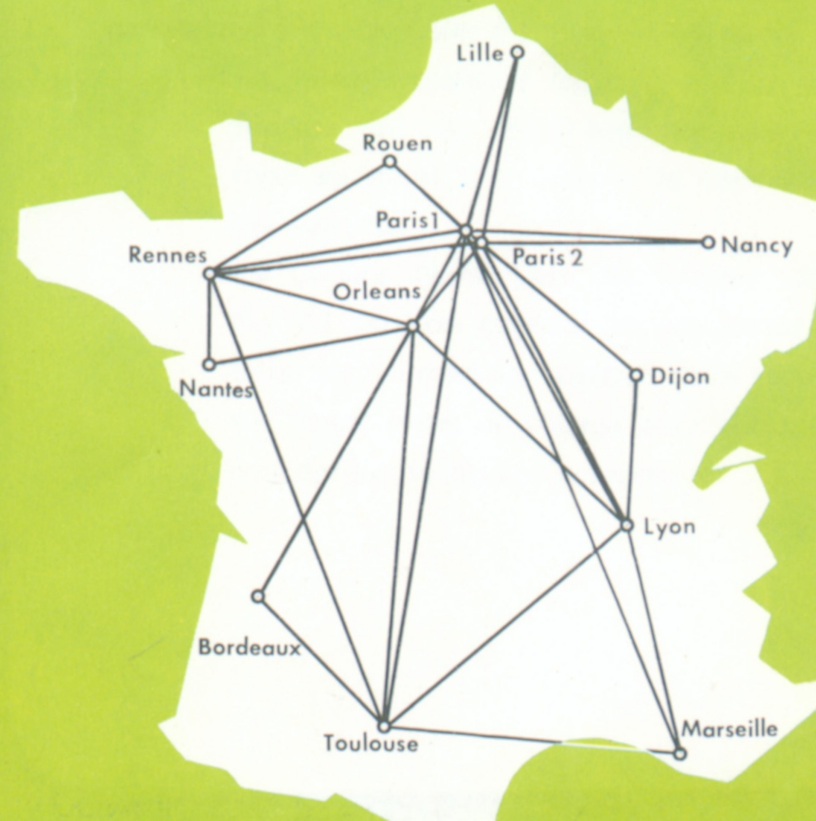 Lille
Rouen
Paris1
Rennes
Nancy
Paris 2
Orleans
Dijon
Nantes
Lyon
Bordeaux
Marseille
Toulouse